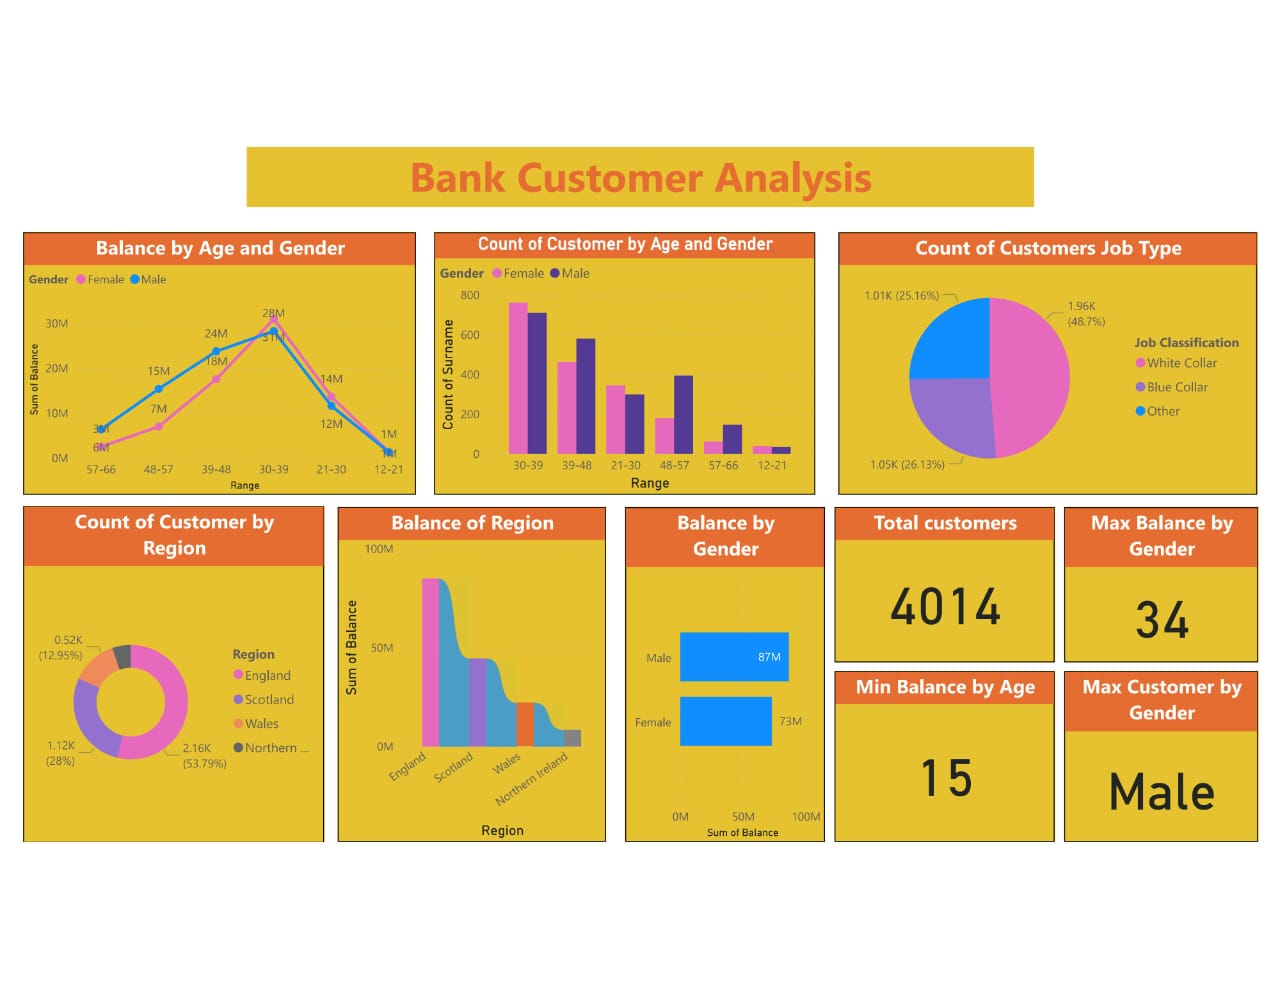 Bank Customer Analysis
Balance by Age and Gender
Gender Female Male
30M
20M
10M
0M
Sum of Balance
3M
6M
15M
7M
24M
18M
28M
31M
14M
12M
1M
1M
57-66 48-57 39-48 30-39 21-30 12-21
Range
Count of Customer by Age and Gender
Gender Female Male
800
600
400
200
0
Count of Surname
30-39 39-48 21-30 48-57 57-66 12-21
Range
Count of Customers Job Type
1.01K (25.16%)
1.96K
(48.7%)
1.05K (26.13%)
Job Classification
White Collar
Blue Collar
Other
Count of Customer by
Region
0.52K
(12.95%)
1.12K
(28%)
2.16K
(53.79%)
Region
England
Scotland
Wales
Northern ...
Balance of Region
100M
50M
0M
Sum of Balance
England Scotland Wales Northern Ireland
Region
Balance by
Gender
Male 87M
Female 73M
0M 50M 100M
Sum of Balance
Total customers
4014
Max Balance by
Gender
34
Min Balance by Age
15
Max Customer by
Gender
Male